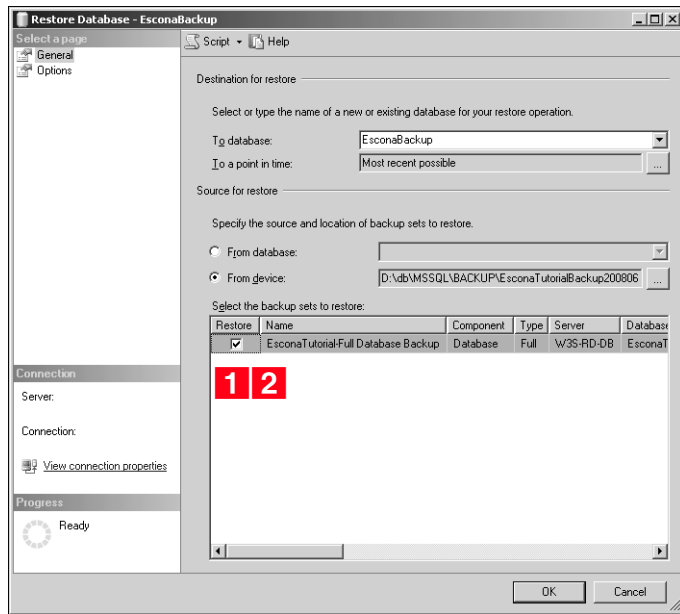 Restore Database - EsconaBackup
Select a page
General
Options
Script
Help
Destination for restore
Select or type the name of a new or existing database for your restore operation.
To database:
EsconaBackup
To a point in time:
Most recent possible
...
Source for restore
Specify the source and location of backup sets to restore.
From database:
From device:
D:\db\MSSQL\BACKUP\EsconaTutorialBackup200806
...
Select the backup sets to restore:
Restore Name Component Type Server Database
EsconaTutorial-Full Database Backup Database Full W3S-RD-DB EsconaT
1 2
Connection
Server:
Connection:
View connection properties
Progress
Ready
OK
Cancel